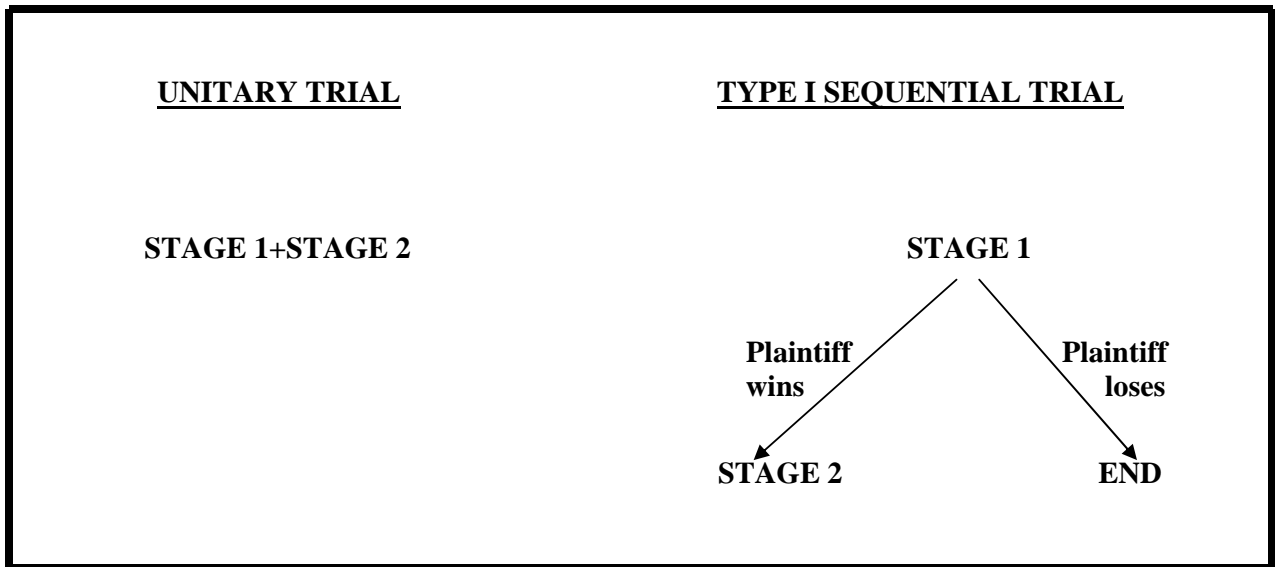 UNITARY TRIAL
TYPE I SEQUENTIAL TRIAL
STAGE 1+STAGE 2
STAGE 1
Plaintiff
wins
Plaintiff
loses
STAGE 2
END